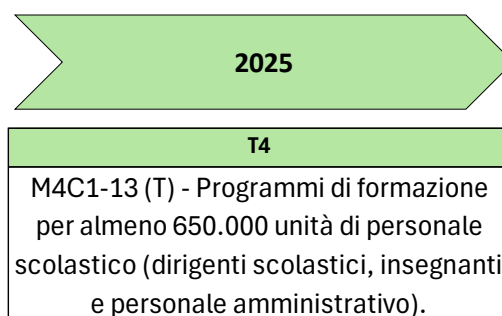 2025
T4
M4C1-13 (T) - Programmi di formazione
per almeno 650.000 unità di personale
scolastico (dirigenti scolastici, insegnanti
e personale amministrativo).